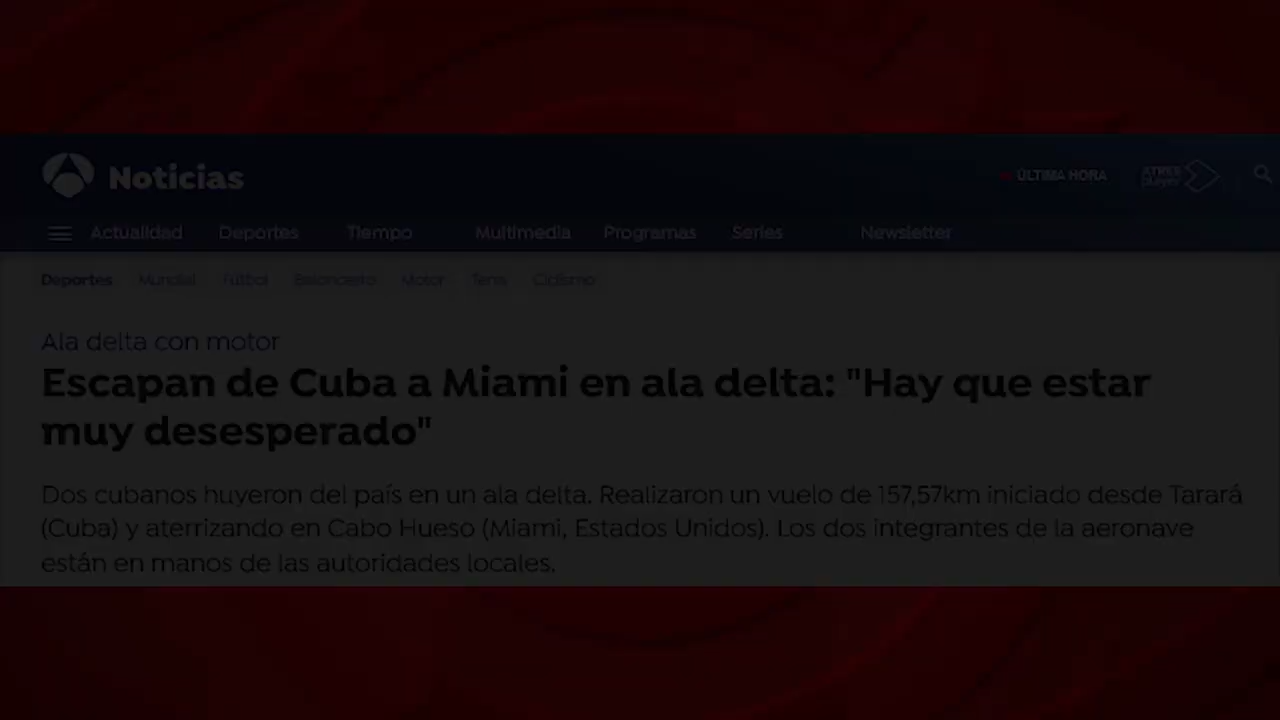 Noticias
ÚLTIMA HORA
ATRES
player
Actualidad Deportes Tiempo Multimedia Programas Series Newsletter
Deportes Mundial Fútbol Baloncesto Motor Tenis Ciclismo
Ala delta con motor
Escapan de Cuba a Miami en ala delta: "Hay que estar
muy desesperado"
Dos cubanos huyeron del país en un ala delta. Realizaron un vuelo de 157,57km iniciado desde Tarará
(Cuba) y aterrizando en Cabo Hueso (Miami, Estados Unidos). Los dos integrantes de la aeronave
están en manos de las autoridades locales.